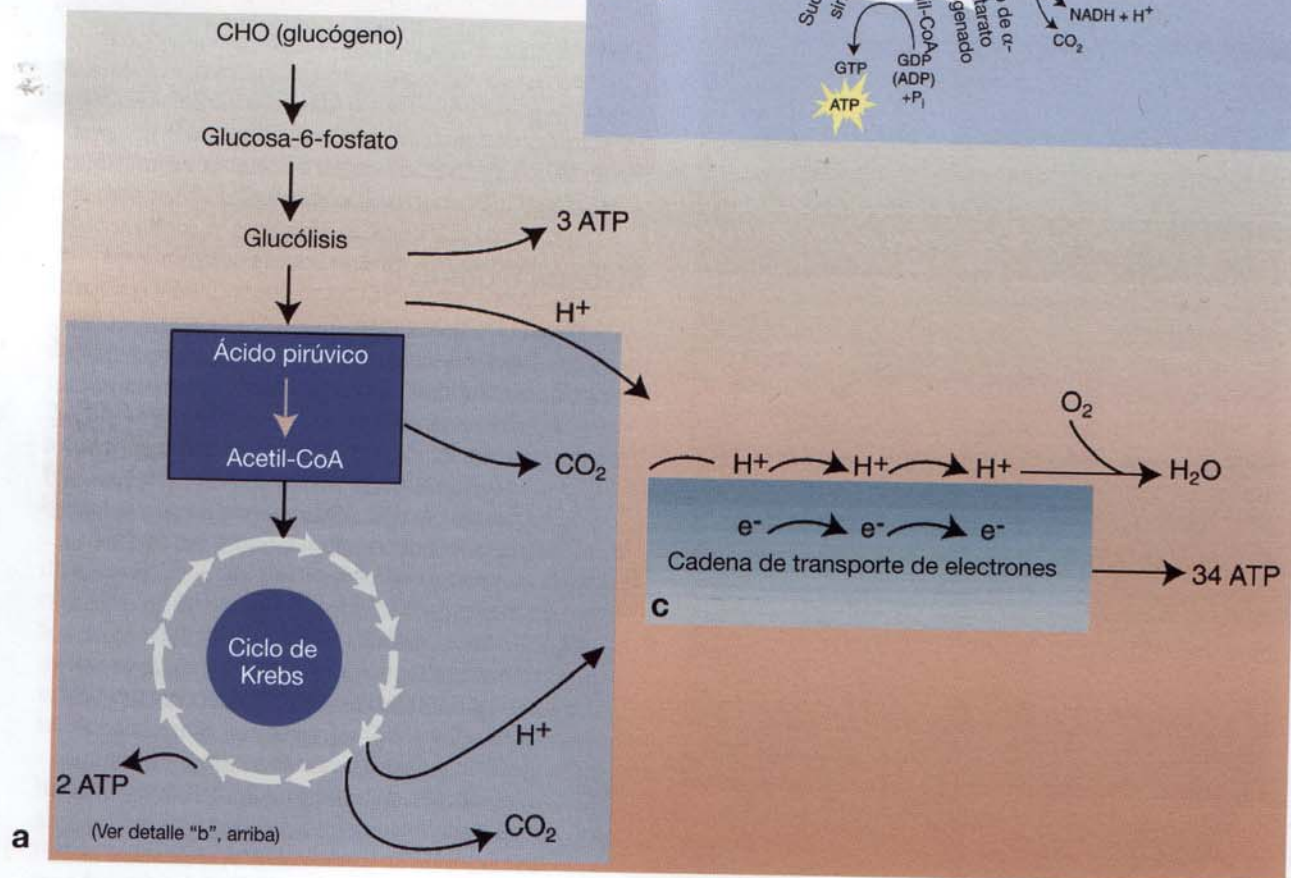 NADH + H⁺
CO₂
GTP
GDP
(ADP)
+Pᵢ
ATP
CHO (glucógeno)
Glucosa-6-fosfato
Glucólisis
3 ATP
H⁺
Ácido pirúvico
Acetil-CoA
CO₂
O₂
H⁺ H⁺ H⁺
H₂O
e⁻ e⁻ e⁻
Cadena de transporte de electrones
34 ATP
c
Ciclo de
Krebs
H⁺
2 ATP
CO₂
(Ver detalle "b", arriba)
a